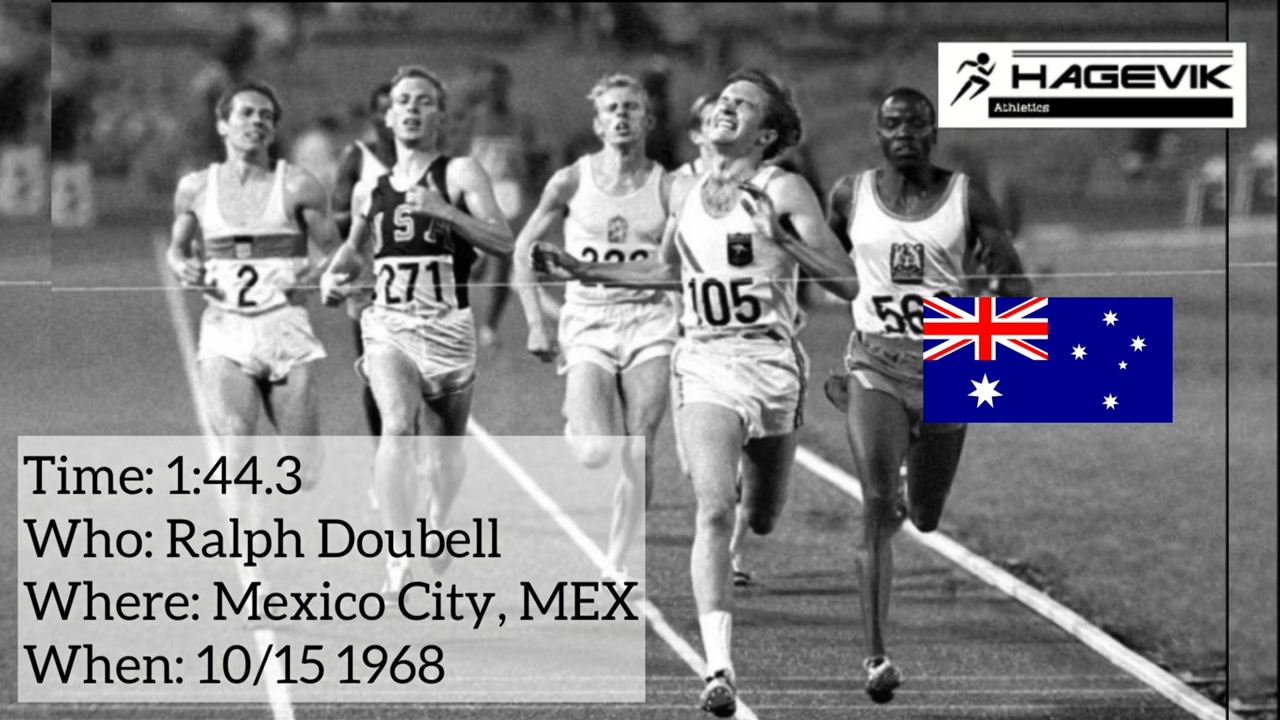 HAGEVIK
Athletics
USA
2
271
105
Time: 1:44.3
Who: Ralph Doubell
Where: Mexico City, MEX
When: 10/15 1968